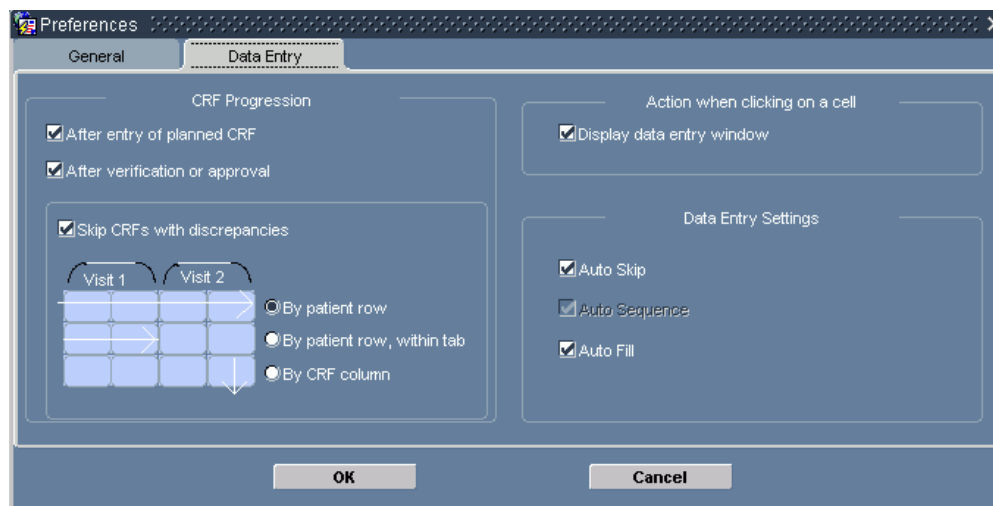 Preferences
General
Data Entry
CRF Progression
After entry of planned CRF
After verification or approval
Skip CRFs with discrepancies
Visit 1
Visit 2
By patient row
By patient row, within tab
By CRF column
Action when clicking on a cell
Display data entry window
Data Entry Settings
Auto Skip
Auto Sequence
Auto Fill
OK
Cancel